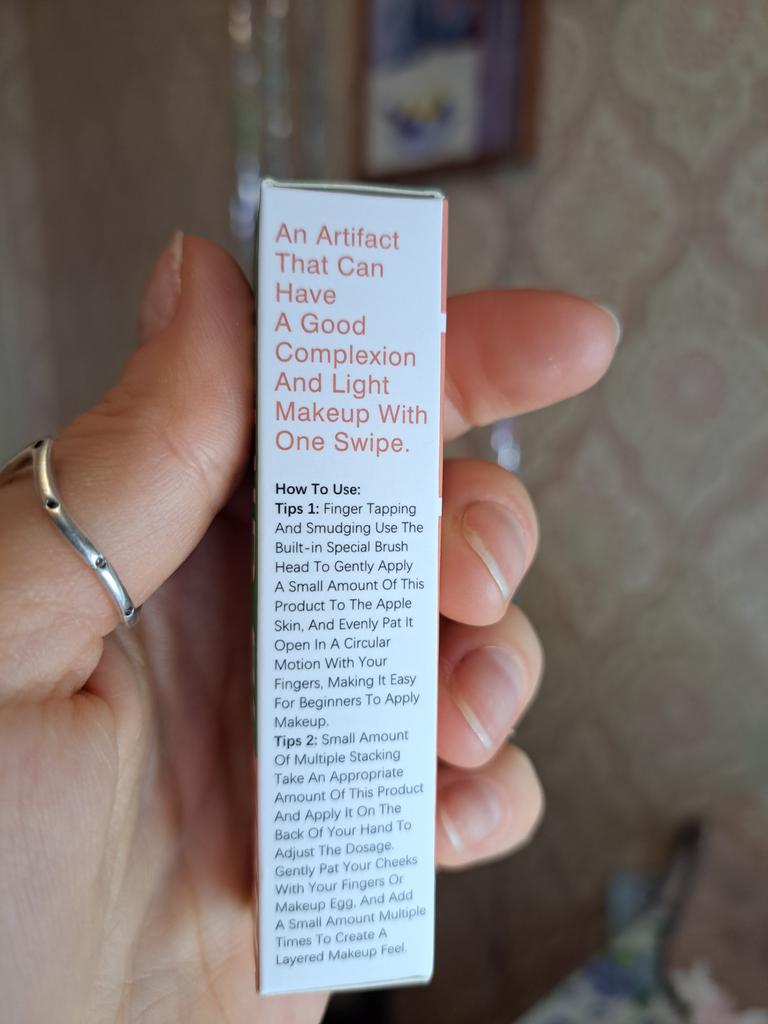 An Artifact
That Can
Have
A Good
Complexion
And Light
Makeup With
One Swipe.
How To Use:
Tips 1: Finger Tapping
And Smudging Use The
Built-in Special Brush
Head To Gently Apply
A Small Amount Of This
Product To The Apple
Skin, And Evenly Pat It
Open In A Circular
Motion With Your
Fingers, Making It Easy
For Beginners To Apply
Makeup.
Tips 2: Small Amount
Of Multiple Stacking
Take An Appropriate
Amount Of This Product
And Apply It On The
Back Of Your Hand To
Adjust The Dosage.
Gently Pat Your Cheeks
With Your Fingers Or
Makeup Egg, And Add
A Small Amount Multiple
Times To Create A
Layered Makeup Feel.